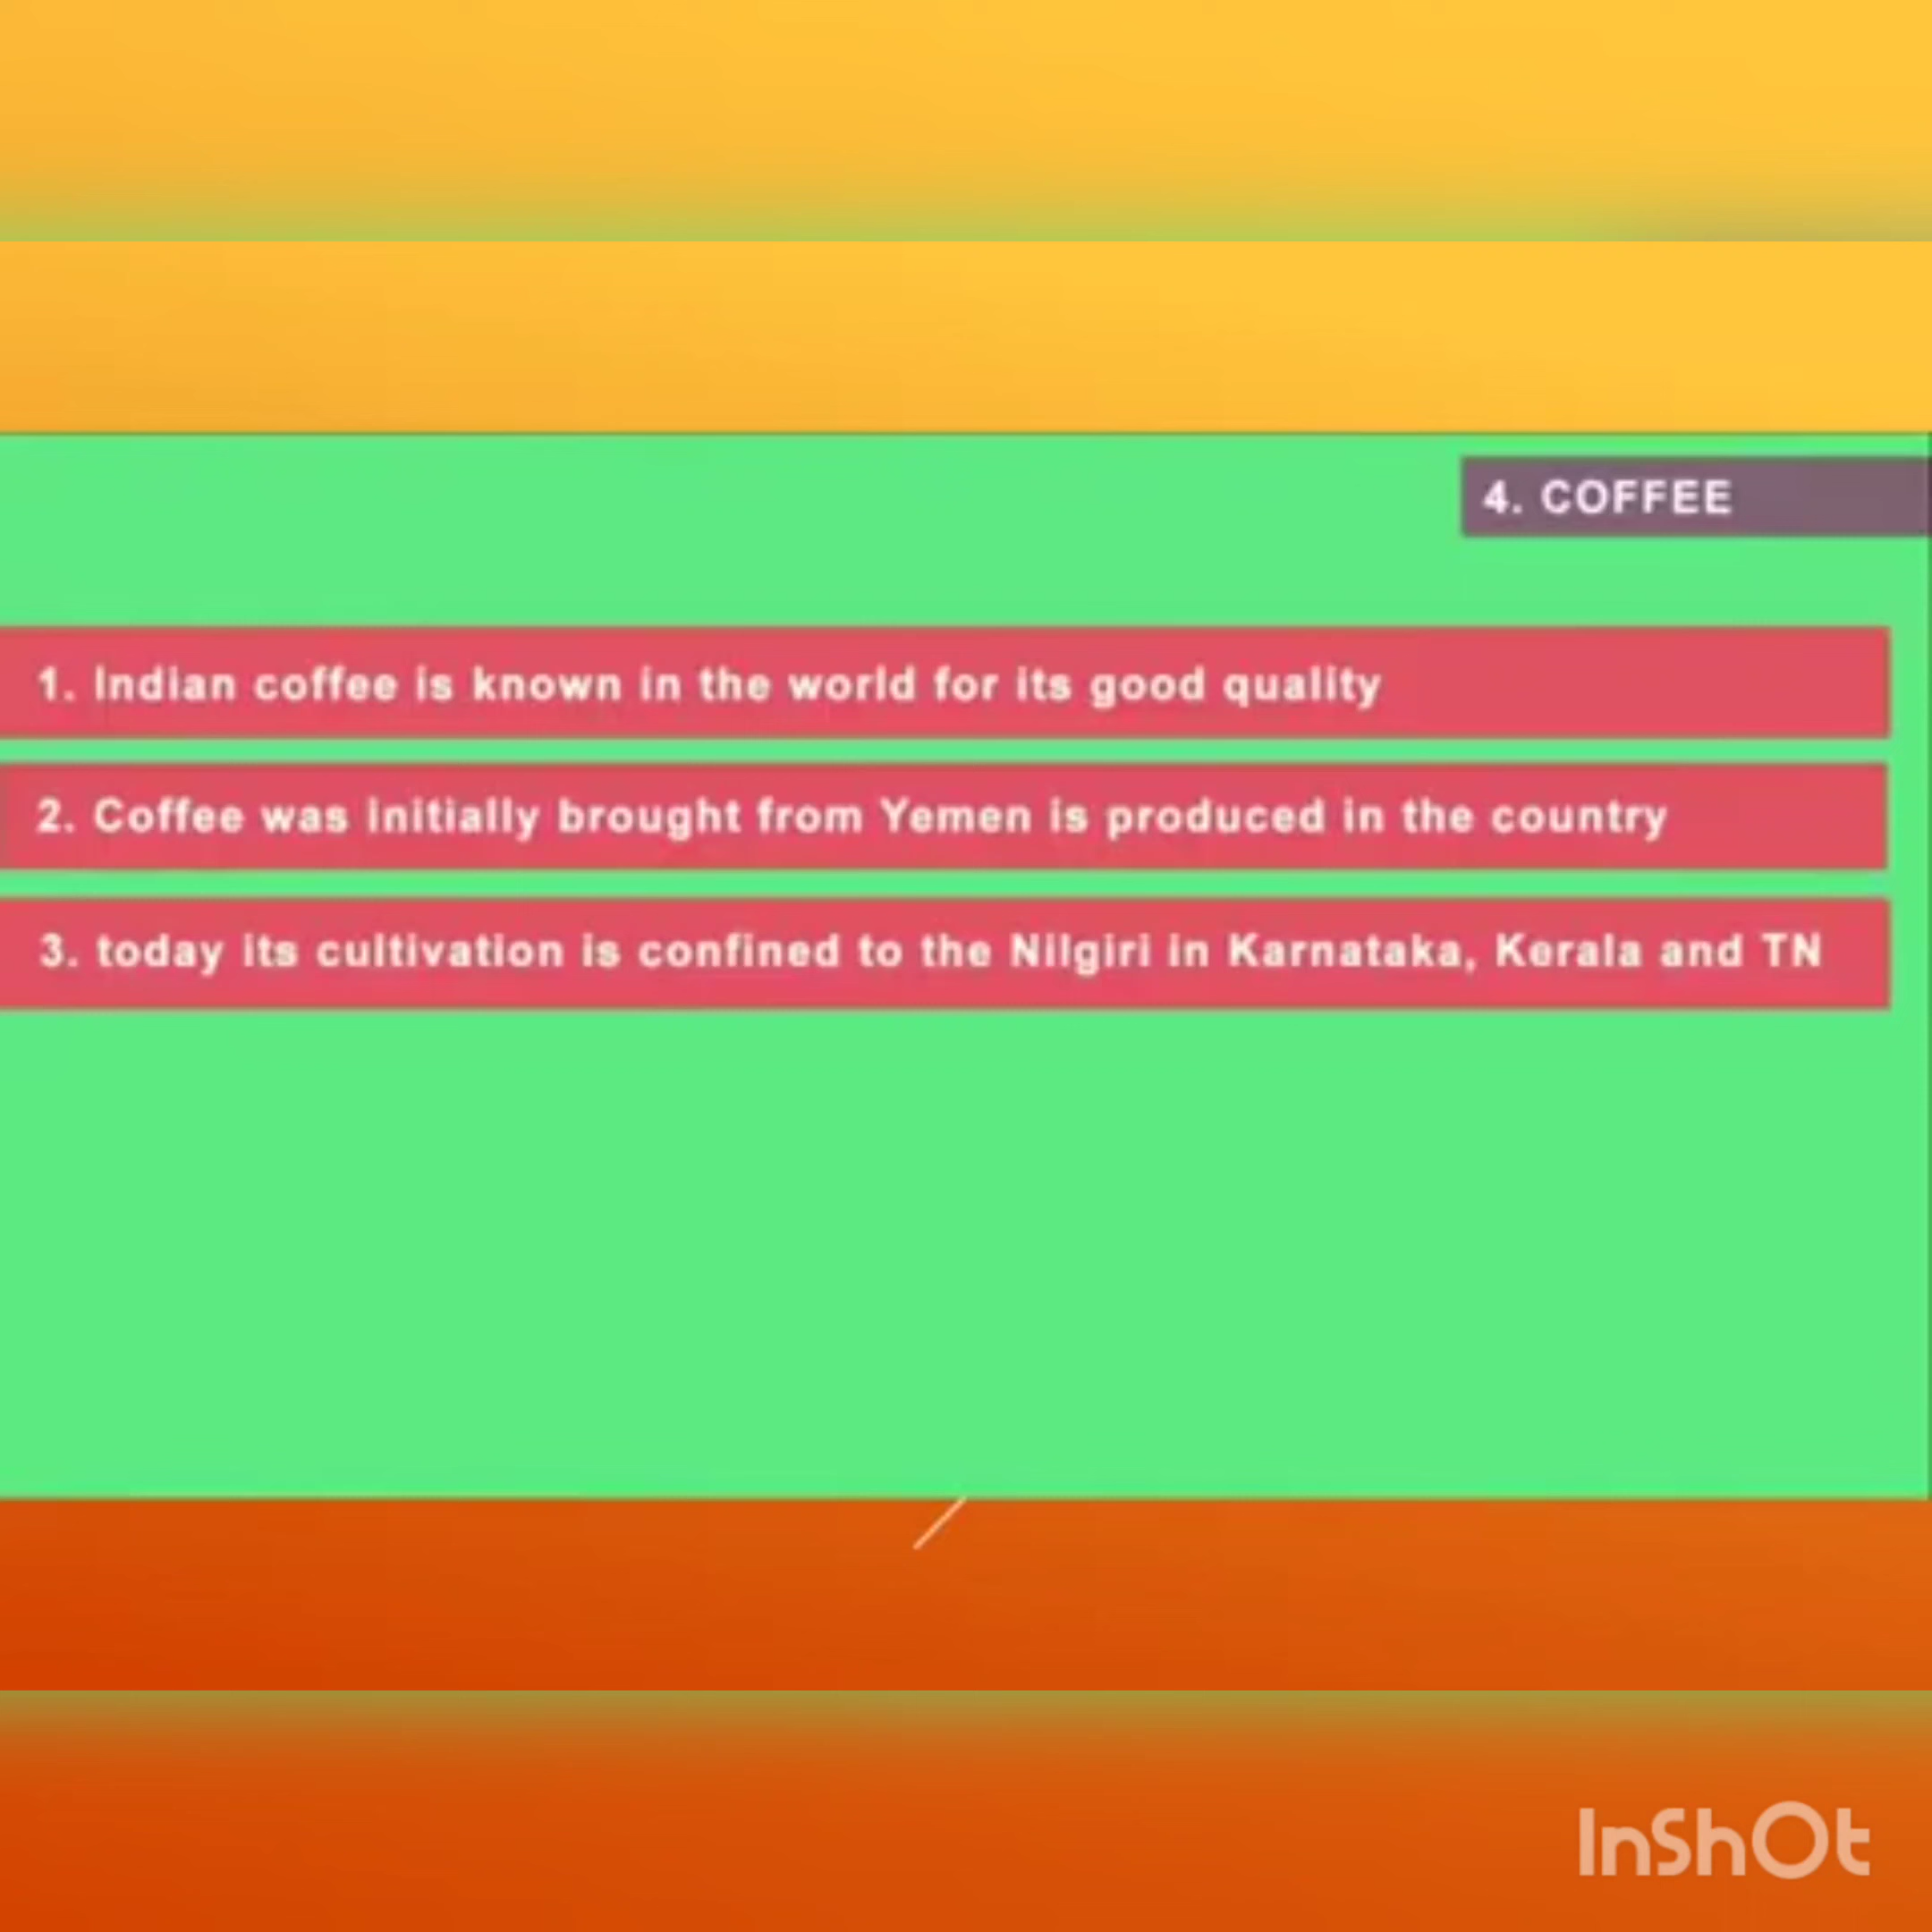 4. COFFEE
1. Indian coffee is known in the world for its good quality
2. Coffee was initially brought from Yemen is produced in the country
3. today its cultivation is confined to the Nilgiri in Karnataka, Kerala and TN
InShOt